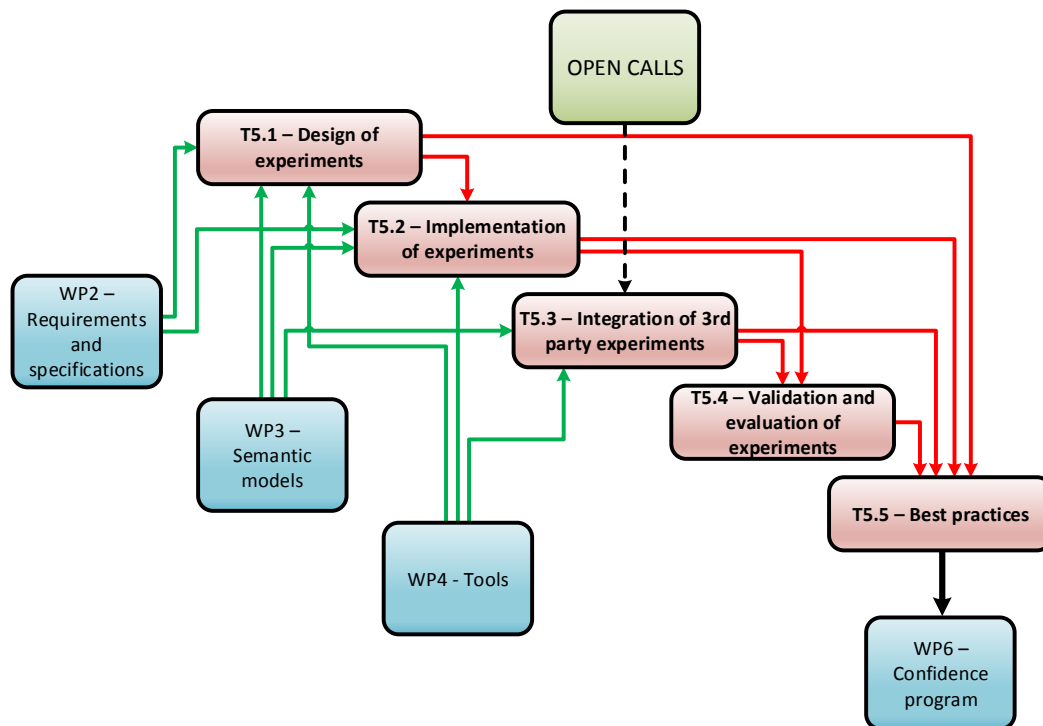 OPEN CALLS
T5.1 – Design of
experiments
T5.2 – Implementation
of experiments
WP2 –
Requirements
and
specifications
T5.3 – Integration of 3rd
party experiments
T5.4 – Validation and
evaluation of
experiments
WP3 –
Semantic
models
T5.5 – Best practices
WP4 - Tools
WP6 –
Confidence
program